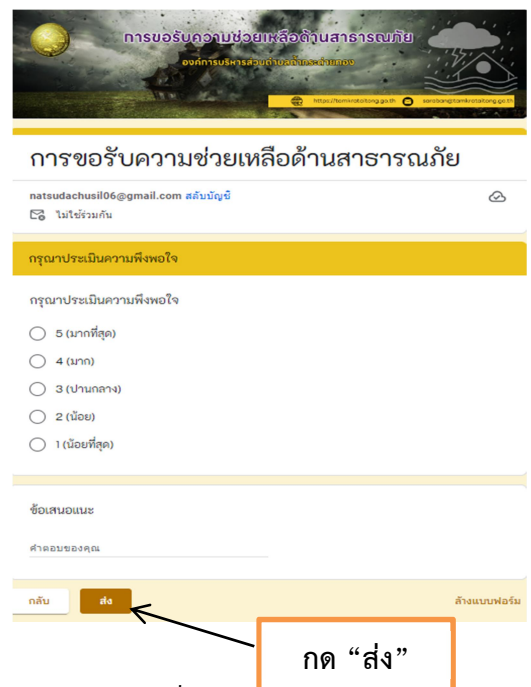 การขอรับความช่วยเหลือด้านสาธารณภัย
องค์การบริหารส่วนตำบลถ้ำกระต่ายทอง
การขอรับความช่วยเหลือด้านสาธารณภัย
natsudachusil06@gmail.com สลับบัญชี
ไม่ใช่ร่วมกัน
กรุณาประเมินความพึงพอใจ
กรุณาประเมินความพึงพอใจ
5 (มากที่สุด)
4 (มาก)
3 (ปานกลาง)
2 (น้อย)
1 (น้อยที่สุด)
ข้อเสนอแนะ
คำตอบของคุณ
กลับ
ส่ง
ล้างแบบฟอร์ม
กด “ส่ง”